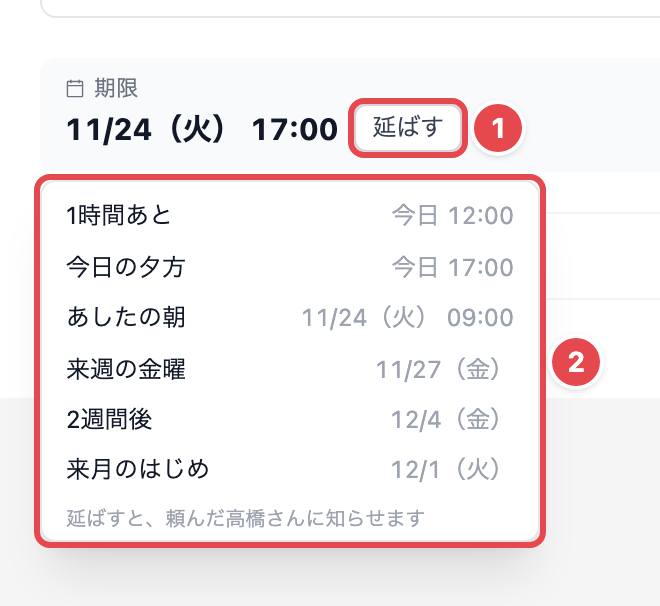 期限
11/24（火） 17:00 延ばす 1
1時間あと 今日 12:00
今日の夕方 今日 17:00
あしたの朝 11/24（火） 09:00
来週の金曜 11/27（金）
2
2週間後 12/4（金）
来月のはじめ 12/1（火）
延ばすと、頼んだ高橋さんに知らせます